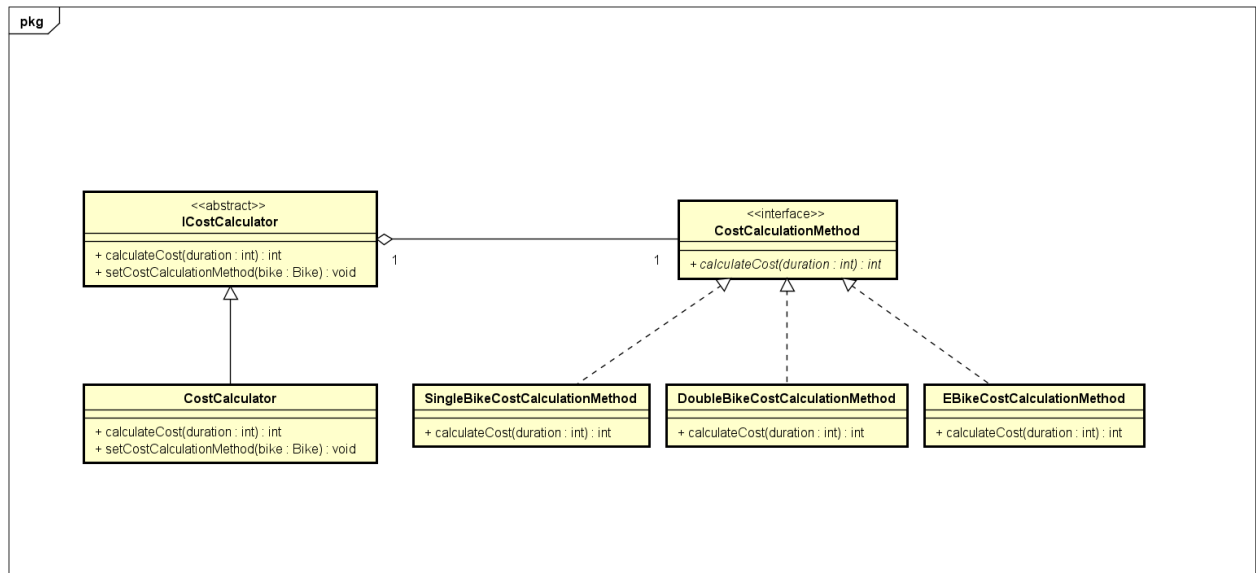 pkg
<<abstract>>
ICostCalculator
+ calculateCost(duration : int) : int
+ setCostCalculationMethod(bike : Bike) : void
1
1
<<interface>>
CostCalculationMethod
+ calculateCost(duration : int) : int
CostCalculator
+ calculateCost(duration : int) : int
+ setCostCalculationMethod(bike : Bike) : void
SingleBikeCostCalculationMethod
+ calculateCost(duration : int) : int
DoubleBikeCostCalculationMethod
+ calculateCost(duration : int) : int
EBikeCostCalculationMethod
+ calculateCost(duration : int) : int